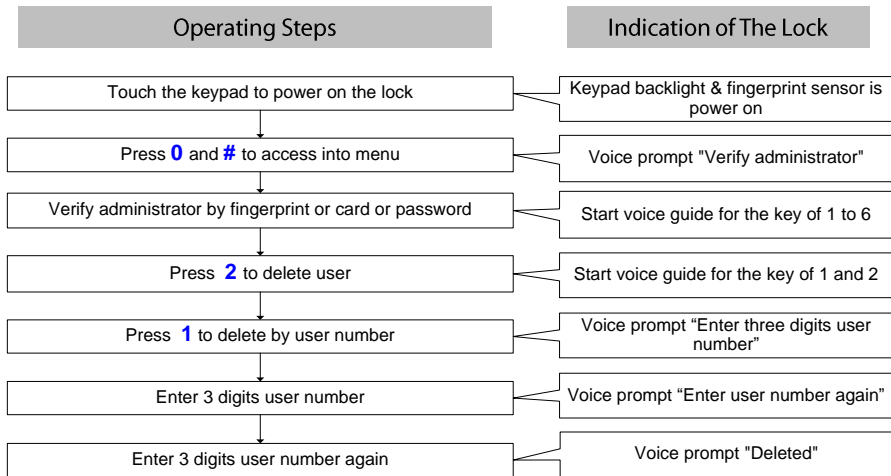 Operating Steps
Indication of The Lock
Touch the keypad to power on the lock
Keypad backlight & fingerprint sensor is
power on
Press 0 and # to access into menu
Voice prompt "Verify administrator"
Verify administrator by fingerprint or card or password
Start voice guide for the key of 1 to 6
Press 2 to delete user
Start voice guide for the key of 1 and 2
Press 1 to delete by user number
Voice prompt “Enter three digits user
number”
Enter 3 digits user number
Voice prompt “Enter user number again”
Enter 3 digits user number again
Voice prompt "Deleted"